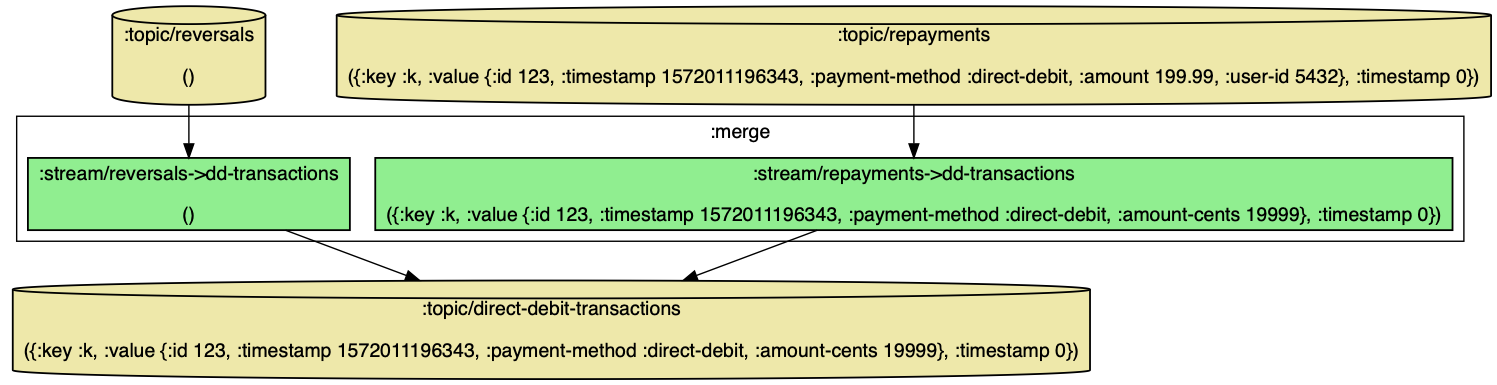 :topic/reversals
()
:topic/repayments
({:key :k, :value {:id 123, :timestamp 1572011196343, :payment-method :direct-debit, :amount 199.99, :user-id 5432}, :timestamp 0})
:merge
:stream/reversals->dd-transactions
()
:stream/repayments->dd-transactions
({:key :k, :value {:id 123, :timestamp 1572011196343, :payment-method :direct-debit, :amount-cents 19999}, :timestamp 0})
:topic/direct-debit-transactions
({:key :k, :value {:id 123, :timestamp 1572011196343, :payment-method :direct-debit, :amount-cents 19999}, :timestamp 0})